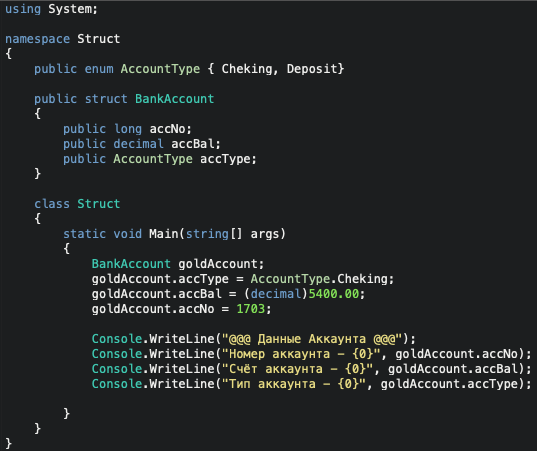 using System;

namespace Struct
{
    public enum AccountType { Cheking, Deposit}

    public struct BankAccount
    {
        public long accNo;
        public decimal accBal;
        public AccountType accType;
    }

    class Struct
    {
        static void Main(string[] args)
        {
            BankAccount goldAccount;
            goldAccount.accType = AccountType.Cheking;
            goldAccount.accBal = (decimal)5400.00;
            goldAccount.accNo = 1703;

            Console.WriteLine("@@@ Данные Аккаунта @@@");
            Console.WriteLine("Номер аккаунта – {0}", goldAccount.accNo);
            Console.WriteLine("Счёт аккаунта – {0}", goldAccount.accBal);
            Console.WriteLine("Тип аккаунта – {0}", goldAccount.accType);

        }
    }
}